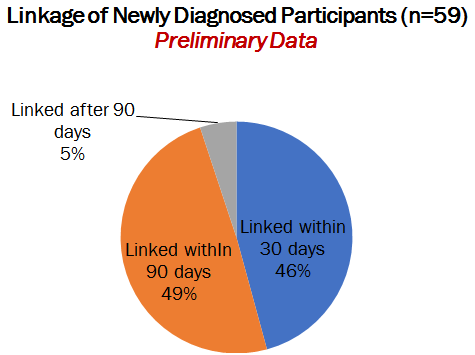 Linkage of Newly Diagnosed Participants (n=59)
Preliminary Data
Linked after 90
days
5%
Linked within
30 days
46%
Linked withIn
90 days
49%